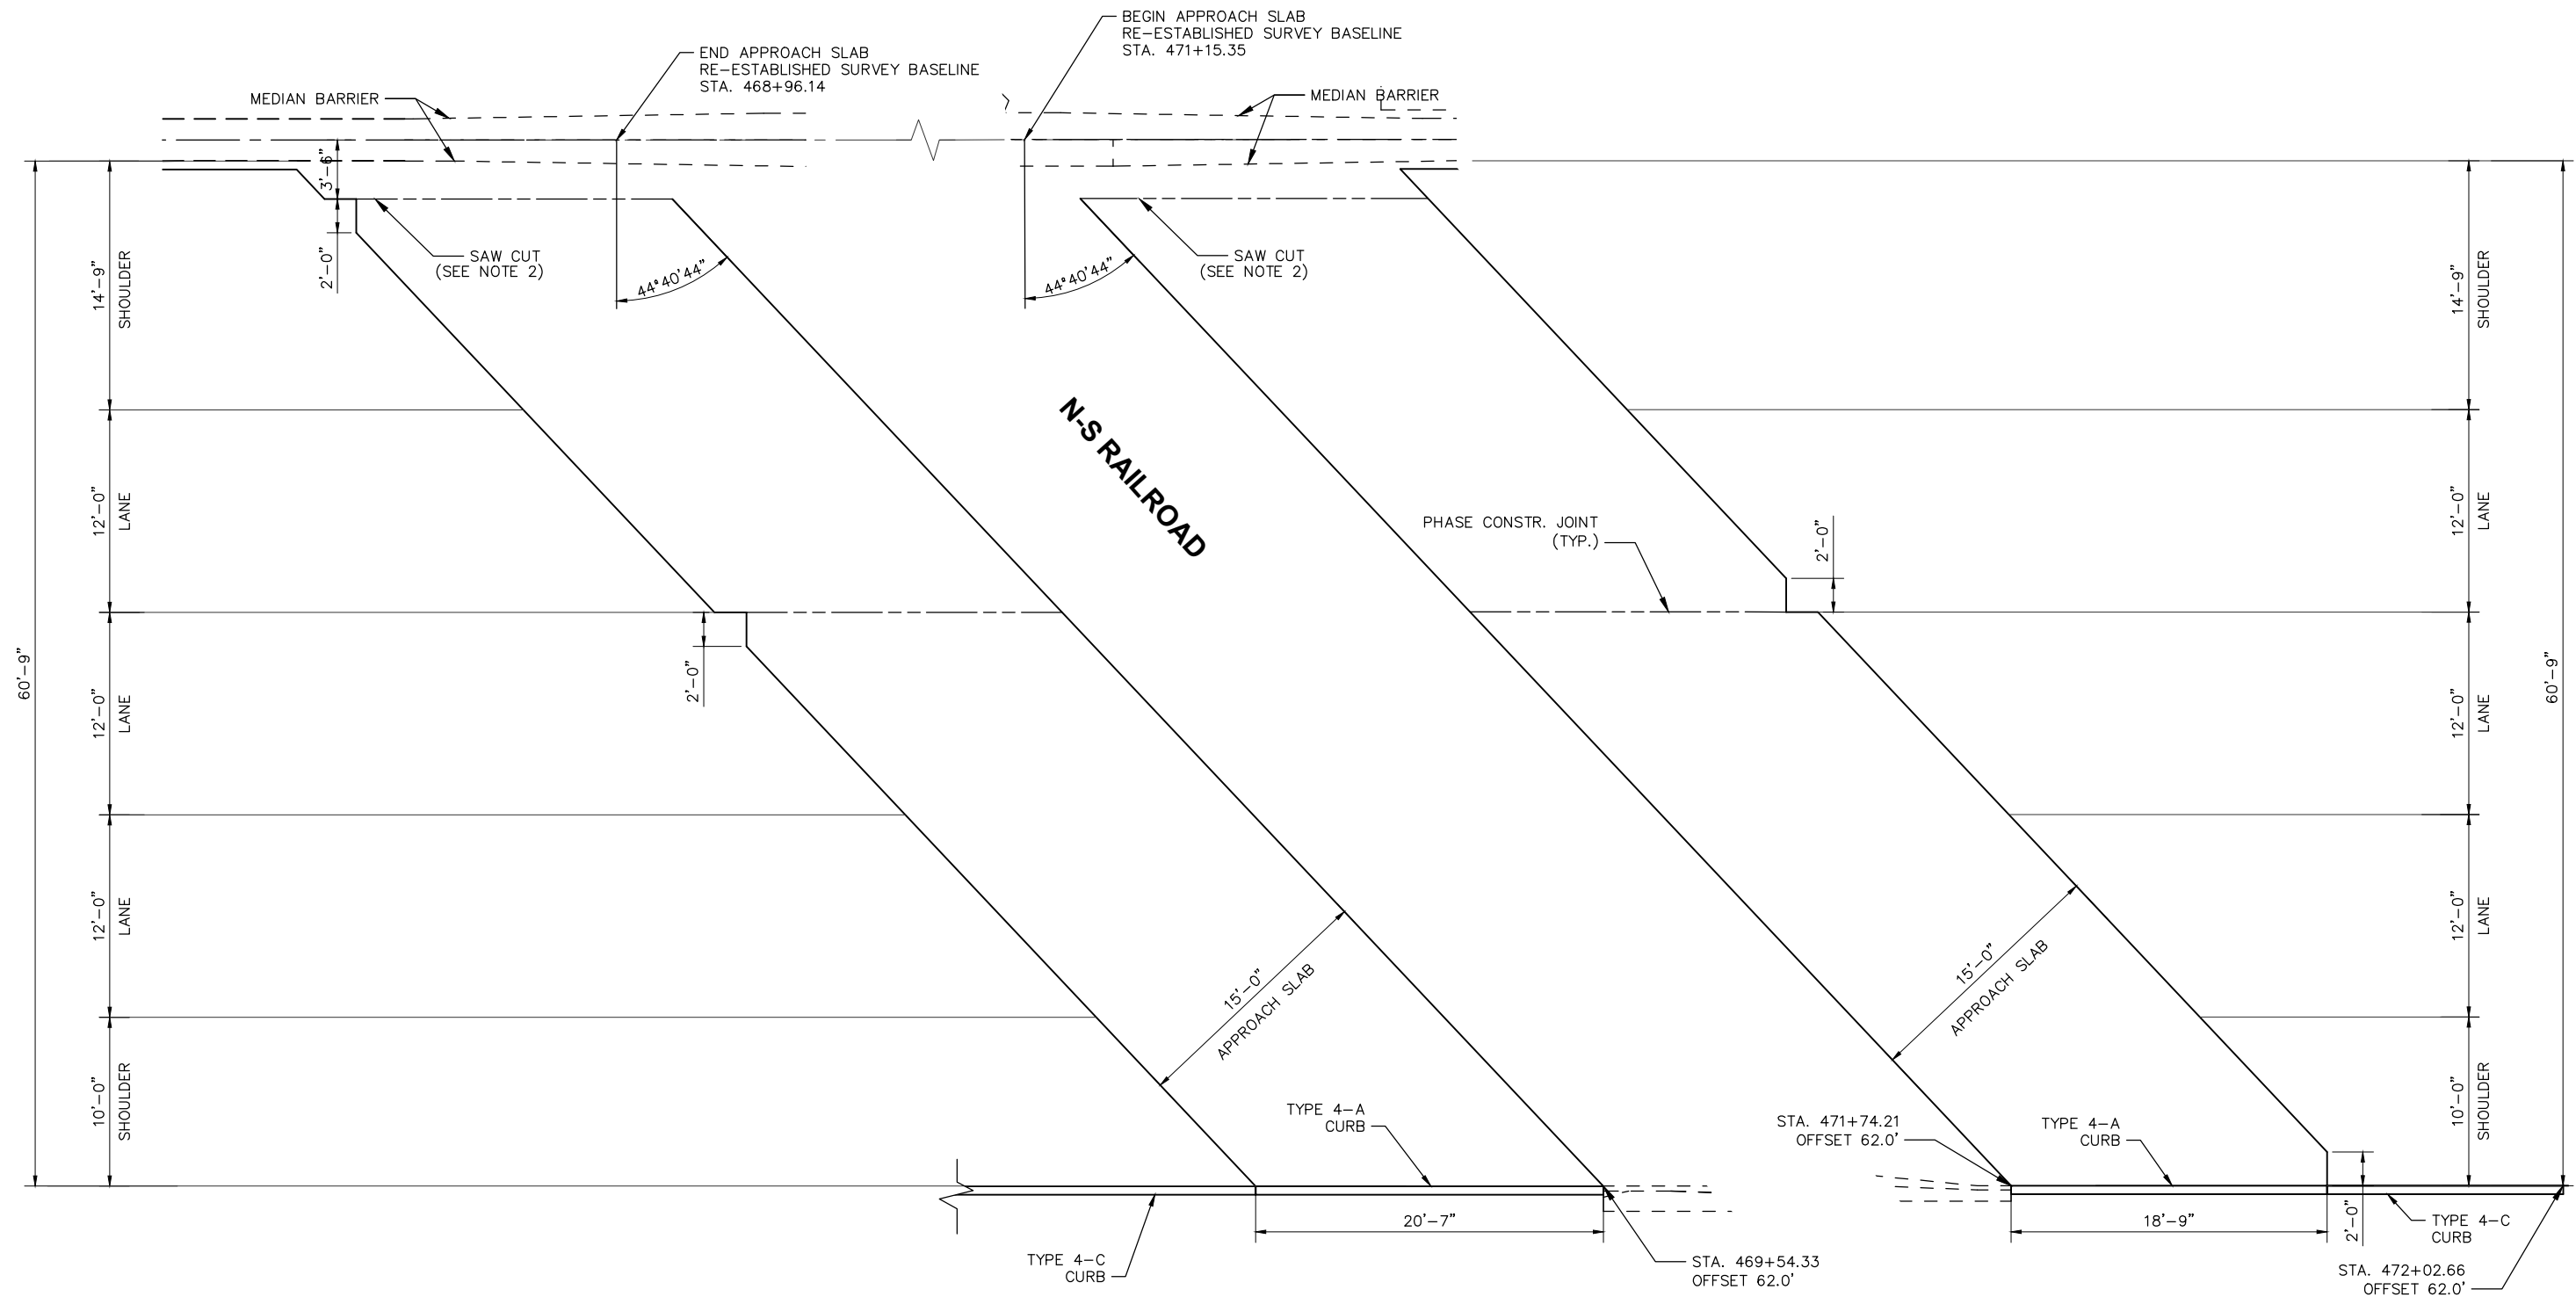 BEGIN APPROACH SLAB
RE-ESTABLISHED SURVEY BASELINE
STA. 471+15.35
END APPROACH SLAB
RE-ESTABLISHED SURVEY BASELINE
STA. 468+96.14
MEDIAN BARRIER
MEDIAN BARRIER
3'-6"
2'-0"
SAW CUT
(SEE NOTE 2)
44°40'44"
44°40'44"
SAW CUT
(SEE NOTE 2)
14'-9"
SHOULDER
14'-9"
SHOULDER
N-S RAILROAD
12'-0"
LANE
PHASE CONSTR. JOINT
(TYP.)
2'-0"
12'-0"
LANE
60'-9"
2'-0"
12'-0"
LANE
12'-0"
LANE
60'-9"
12'-0"
LANE
15'-0"
APPROACH SLAB
15'-0"
APPROACH SLAB
12'-0"
LANE
10'-0"
SHOULDER
TYPE 4-A
CURB
STA. 471+74.21
OFFSET 62.0'
TYPE 4-A
CURB
10'-0"
SHOULDER
20'-7"
18'-9"
2'-0"
TYPE 4-C
CURB
TYPE 4-C
CURB
STA. 469+54.33
OFFSET 62.0'
STA. 472+02.66
OFFSET 62.0'